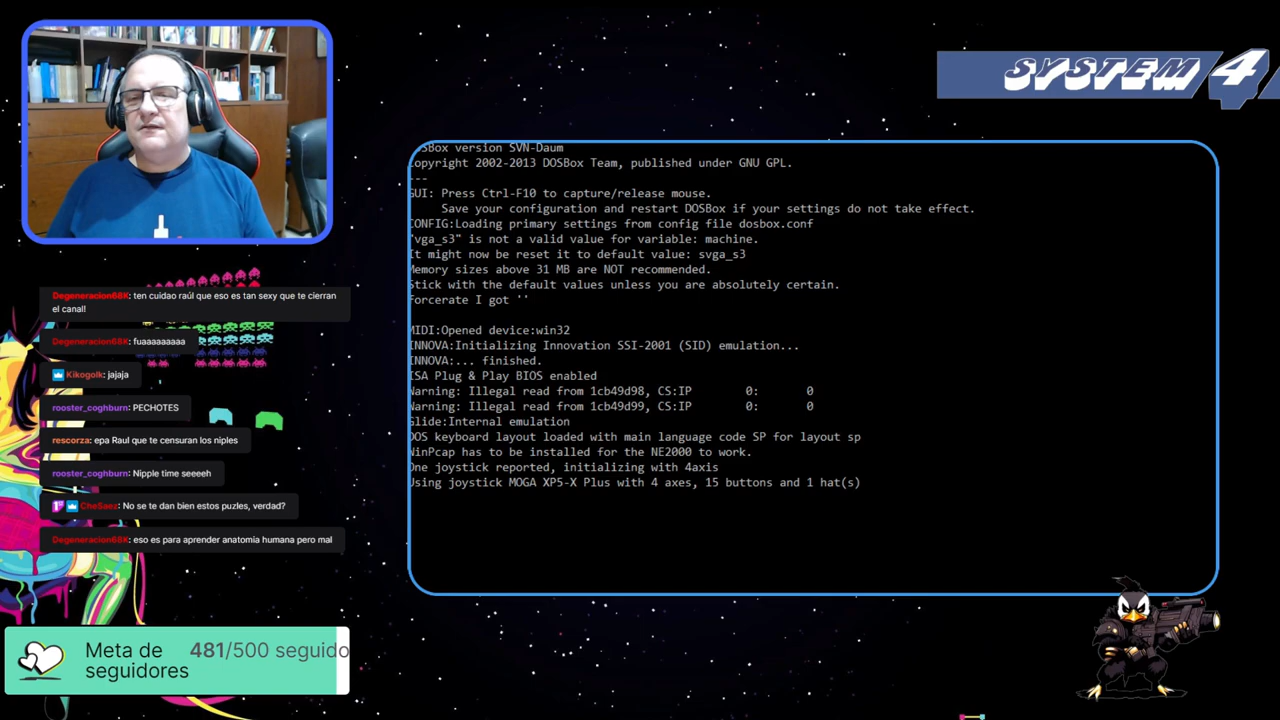 SYSTEM 4
OSBox version SVN-Daum
opyright 2002-2013 DOSBox Team, published under GNU GPL.
---
GUI: Press Ctrl-F10 to capture/release mouse.
Save your configuration and restart DOSBox if your settings do not take effect.
CONFIG:Loading primary settings from config file dosbox.conf
"vga_s3" is not a valid value for variable: machine.
It might now be reset it to default value: svga_s3
Memory sizes above 31 MB are NOT recommended.
Stick with the default values unless you are absolutely certain.
forcerate I got ''
MIDI:Opened device:win32
INNOVA:Initializing Innovation SSI-2001 (SID) emulation...
INNOVA:... finished.
ISA Plug & Play BIOS enabled
Warning: Illegal read from 1cb49d98, CS:IP 0: 0
Warning: Illegal read from 1cb49d99, CS:IP 0: 0
Glide:Internal emulation
DOS keyboard layout loaded with main language code SP for layout sp
WinPcap has to be installed for the NE2000 to work.
One joystick reported, initializing with 4axis
Using joystick MOGA XP5-X Plus with 4 axes, 15 buttons and 1 hat(s)
Degeneracion68K: ten cuidao raúl que eso es tan sexy que te cierran
el canal!
Degeneracion68K: fuaaaaaaaaa
Kikogolk: jajaja
rooster_coghburn: PECHOTES
rescorza: epa Raul que te censuran los niples
rooster_coghburn: Nipple time seeeeh
CheSaez: No se te dan bien estos puzles, verdad?
Degeneracion68K: eso es para aprender anatomia humana pero mal
Meta de
seguidores
481/500 seguido